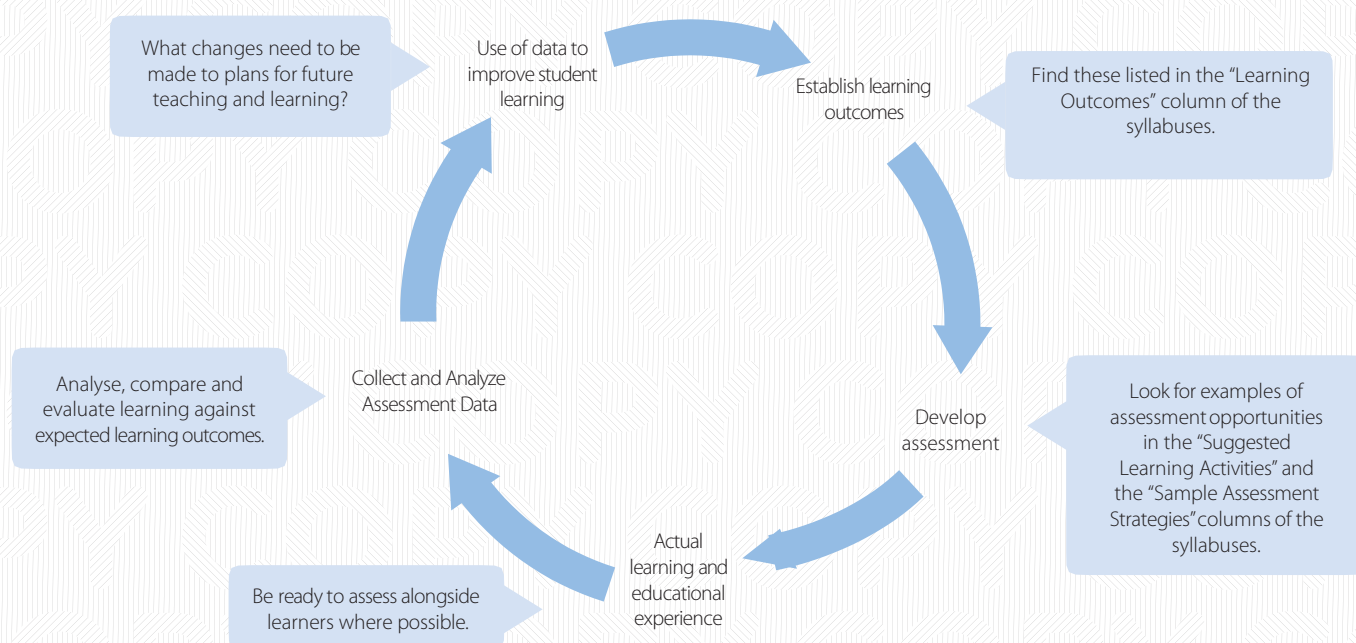 What changes need to be
made to plans for future
teaching and learning?
Use of data to
improve student
learning
Establish learning
outcomes
Find these listed in the “Learning
Outcomes” column of the
syllabuses.
Analyse, compare and
evaluate learning against
expected learning outcomes.
Collect and Analyze
Assessment Data
Develop
assessment
Look for examples of
assessment opportunities
in the “Suggested
Learning Activities” and
the “Sample Assessment
Strategies” columns of the
syllabuses.
Actual
learning and
educational
experience
Be ready to assess alongside
learners where possible.